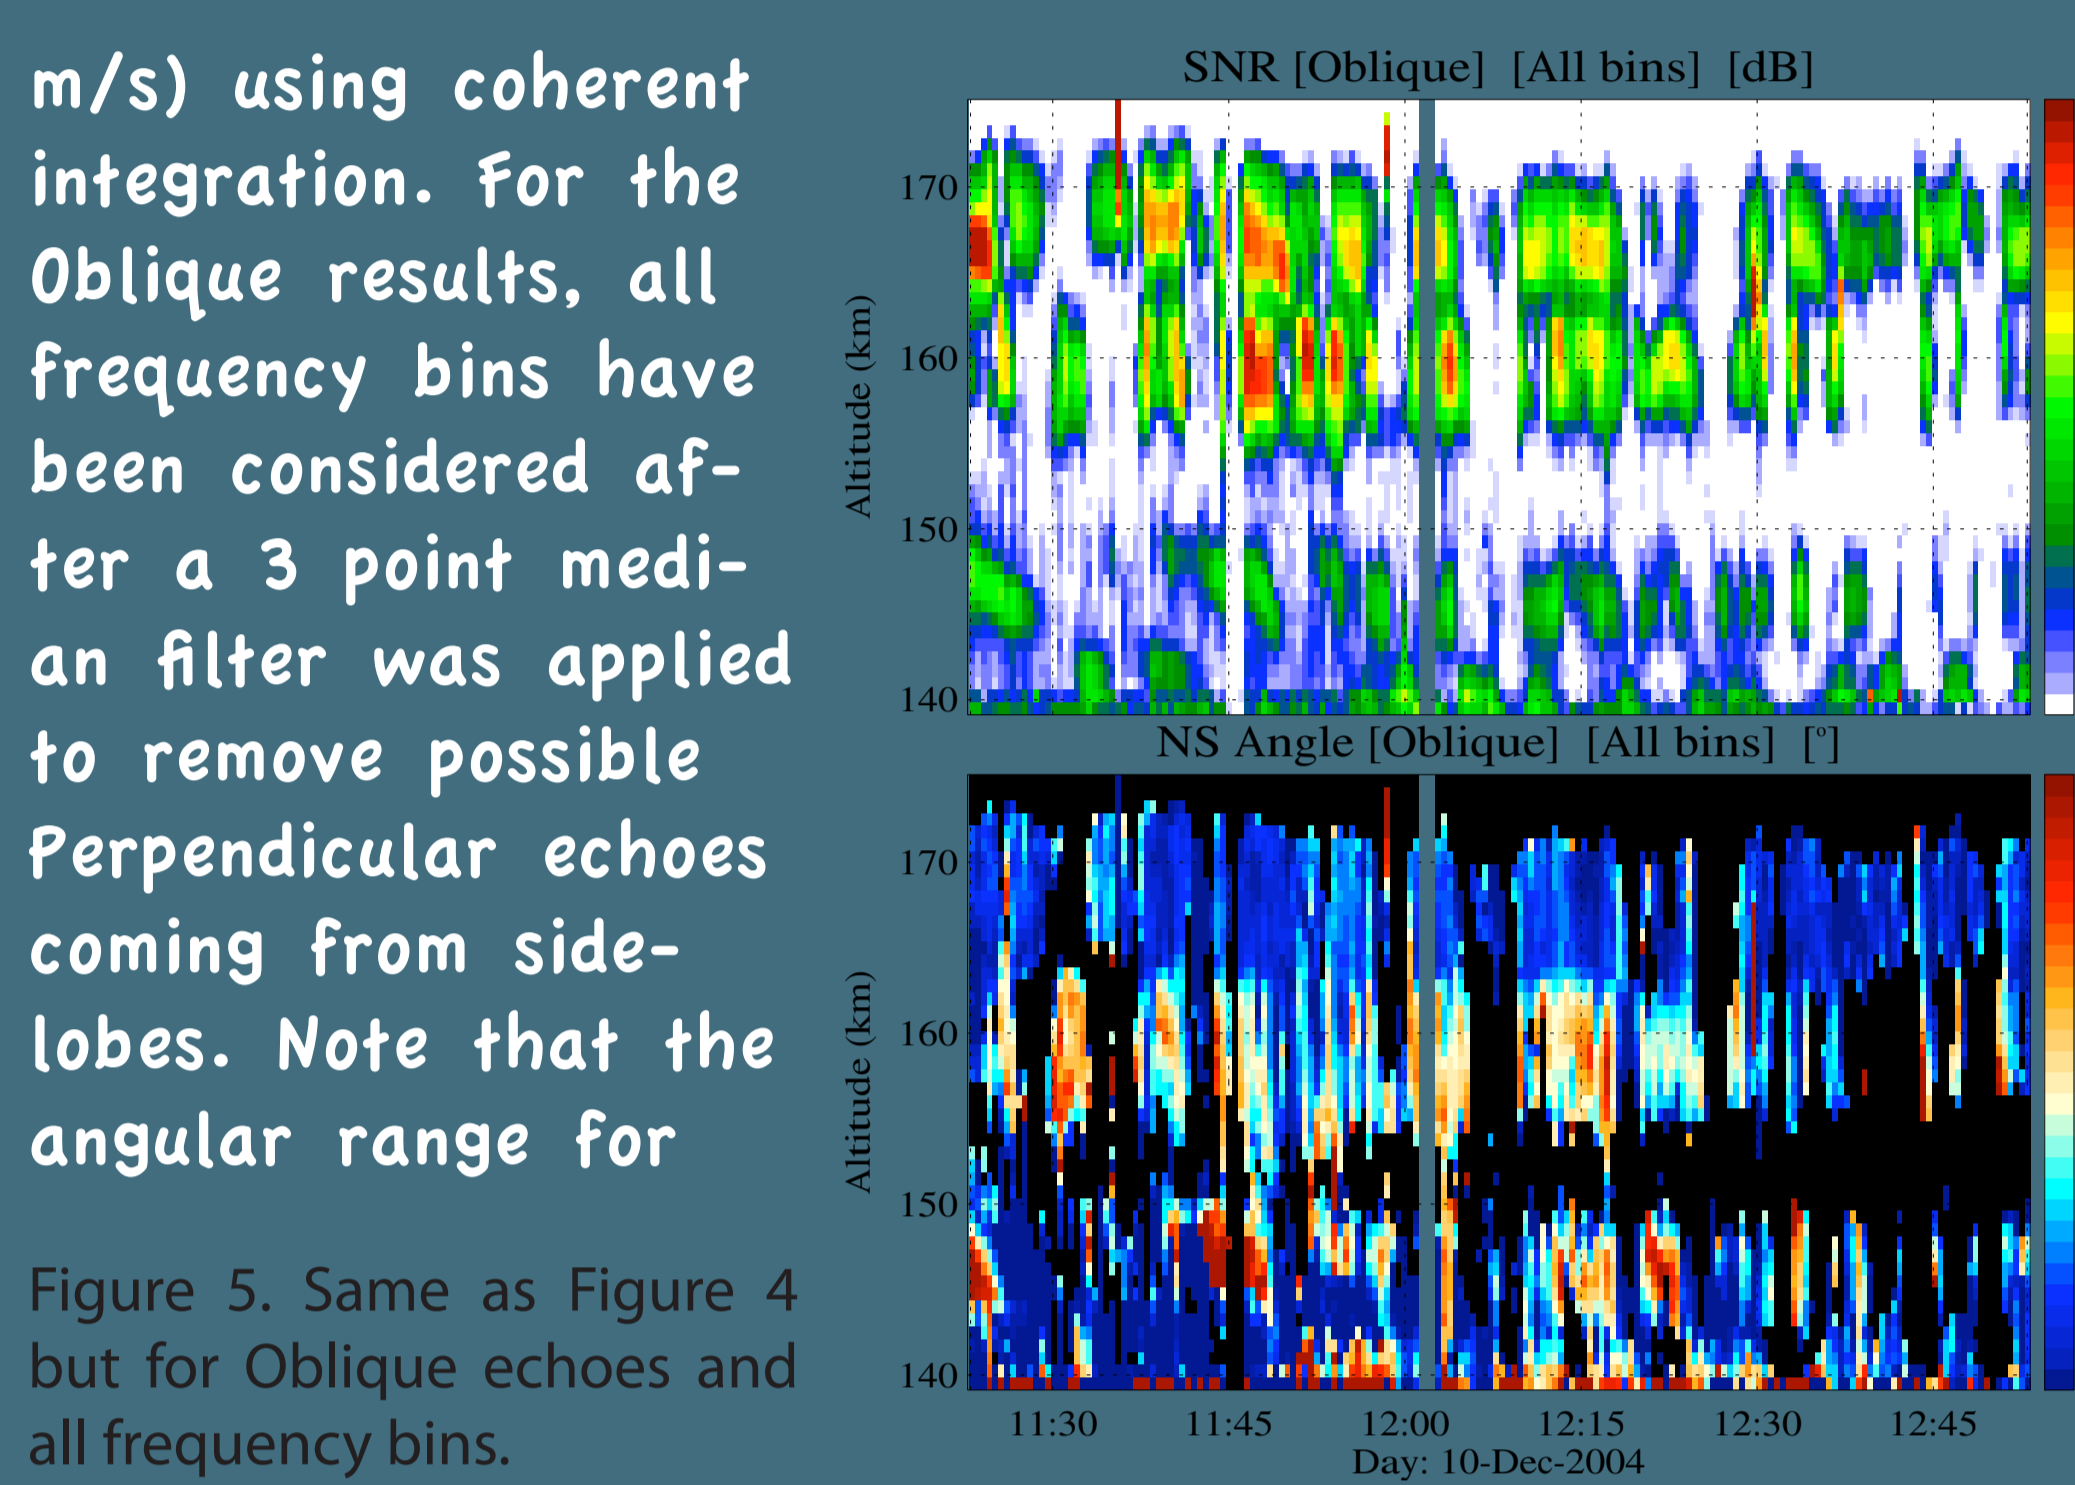 m/s) using coherent
integration. For the
Oblique results, all
frequency bins have
been considered af-
ter a 3 point medi-
an filter was applied
to remove possible
Perpendicular echoes
coming from side-
lobes. Note that the
angular range for
Figure 5. Same as Figure 4
but for Oblique echoes and
all frequency bins.
SNR [Oblique] [All bins] [dB]
Altitude (km)
170
160
150
140
NS Angle [Oblique] [All bins] [°]
Altitude (km)
170
160
150
140
11:30 11:45 12:00 12:15 12:30 12:45
Day: 10-Dec-2004